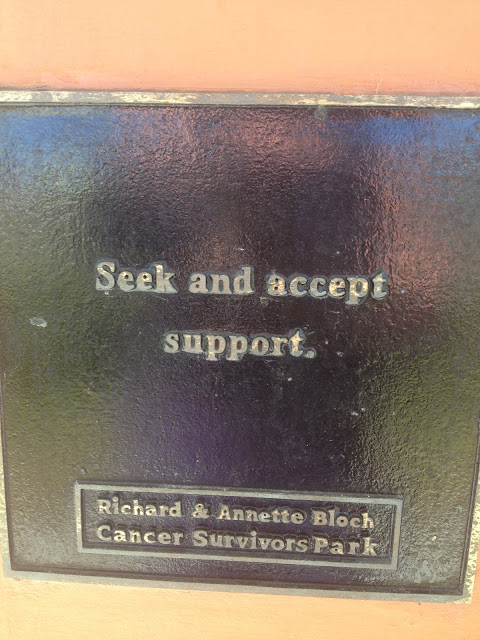 Seek and accept
support.
Richard & Annette Bloch
Cancer Survivors Park